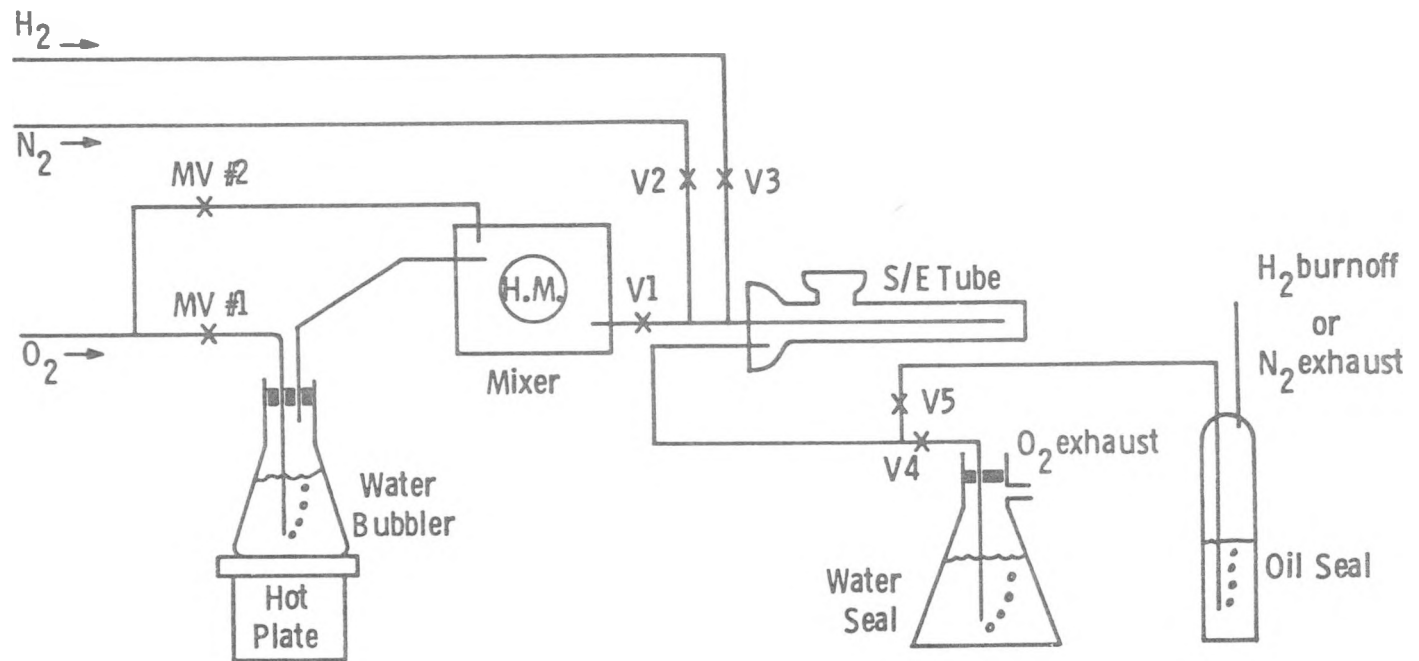 H2 →
N2 →
MV #2
V2
V3
S/E Tube
H2 burnoff
or
N2 exhaust
H.M.
V1
MV #1
O2 →
Mixer
V5
V4
O2 exhaust
Water
Bubbler
Water
Seal
Oil Seal
Hot
Plate